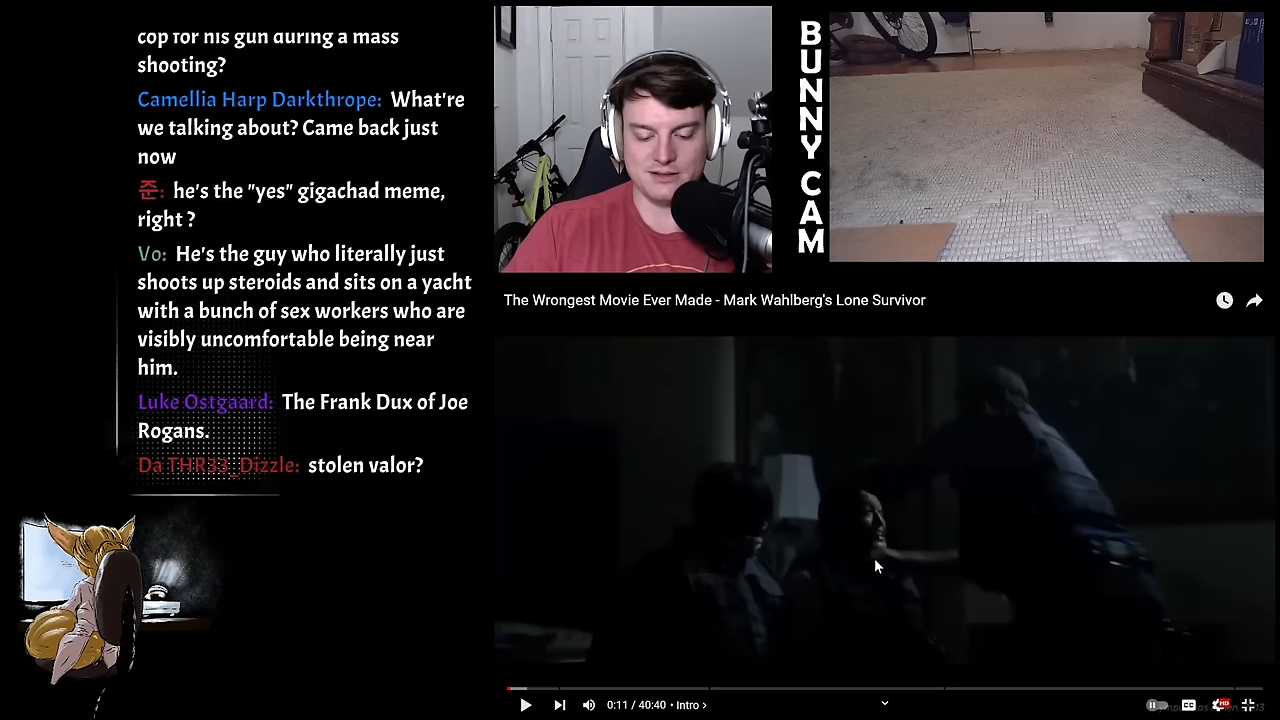 cop for his gun during a mass
shooting?
Camellia Harp Darkthrope: What're
we talking about? Came back just
now
준: he's the "yes" gigachad meme,
right ?
Vo: He's the guy who literally just
shoots up steroids and sits on a yacht
with a bunch of sex workers who are
visibly uncomfortable being near
him.
Luke Ostgaard: The Frank Dux of Joe
Rogans.
Da THR33_Dizzle: stolen valor?
BUNNY CAM
The Wrongest Movie Ever Made - Mark Wahlberg's Lone Survivor
0:11 / 40:40 • Intro ›
CC
HD